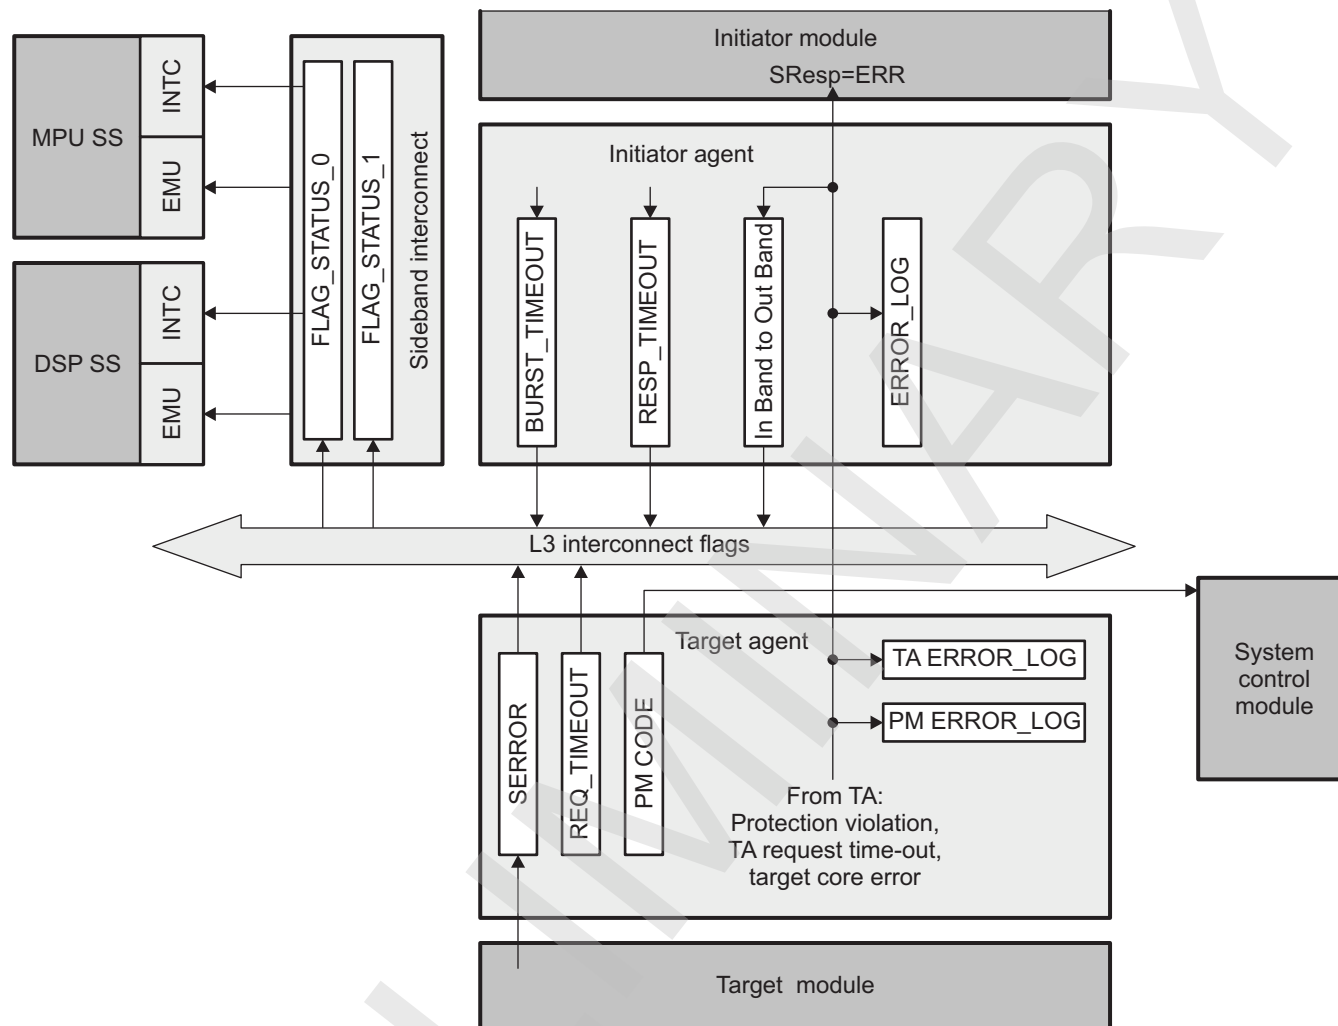 Initiator module
SResp=ERR
MPU SS
INTC
EMU
DSP SS
INTC
EMU
FLAG_STATUS_0
FLAG_STATUS_1
Sideband interconnect
Initiator agent
BURST_TIMEOUT
RESP_TIMEOUT
In Band to Out Band
ERROR_LOG
L3 interconnect flags
Target agent
SERROR
REQ_TIMEOUT
PM CODE
TA ERROR_LOG
PM ERROR_LOG
From TA:
Protection violation,
TA request time-out,
target core error
System
control
module
Target module